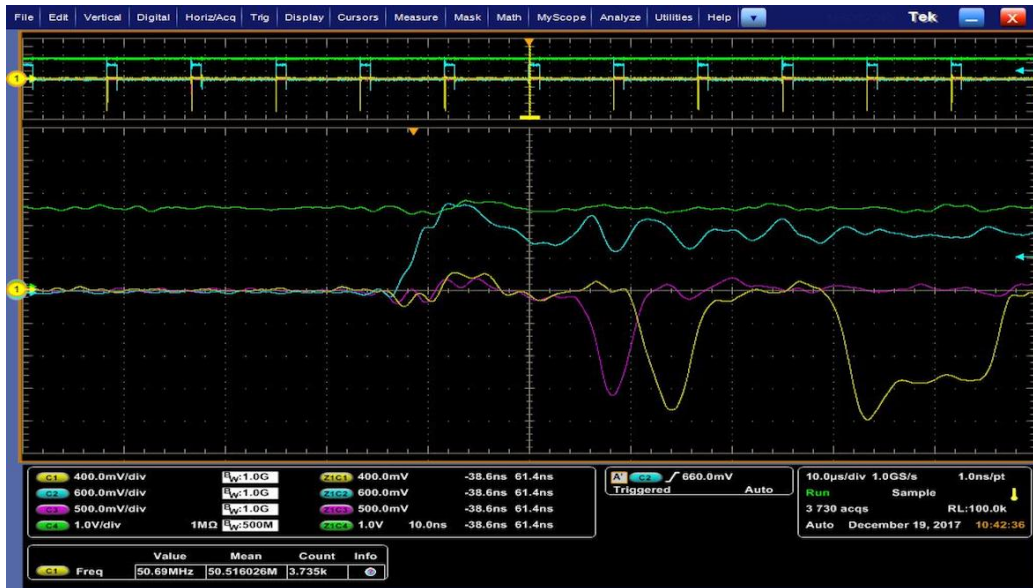 File Edit Vertical Digital Horiz/Acq Trig Display Cursors Measure Mask Math MyScope Analyze Utilities Help Tek
1
1
C1 400.0mV/div BW:1.0G Z1C1 400.0mV -38.6ns 61.4ns
C2 600.0mV/div BW:1.0G Z1C2 600.0mV -38.6ns 61.4ns
C3 500.0mV/div BW:1.0G Z1C3 500.0mV -38.6ns 61.4ns
C4 1.0V/div 1MΩ BW:500M Z1C4 1.0V 10.0ns -38.6ns 61.4ns
A' C2 660.0mV
Triggered Auto
10.0µs/div 1.0GS/s 1.0ns/pt
Run Sample
3 730 acqs RL:100.0k
Auto December 19, 2017 10:42:36
Value Mean Count Info
C1 Freq 50.69MHz 50.516026M 3.735k